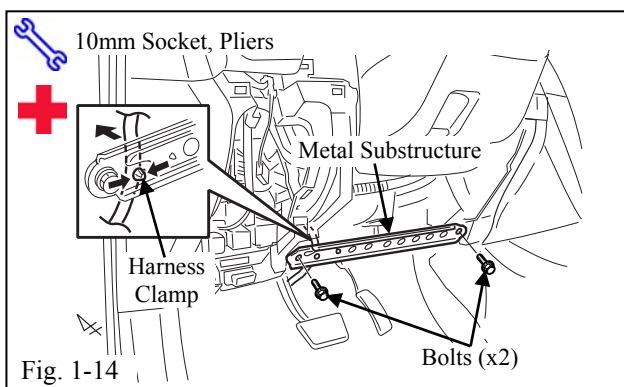 10mm Socket, Pliers
Metal Substructure
Harness
Clamp
Bolts (x2)
Fig. 1-14